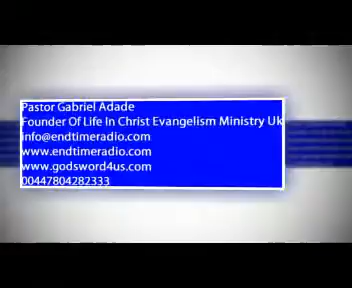 Pastor Gabriel Adade
Founder Of Life In Christ Evangelism Ministry Uk
info@endtimeradio.com
www.endtimeradio.com
www.godsword4us.com
00447804282333